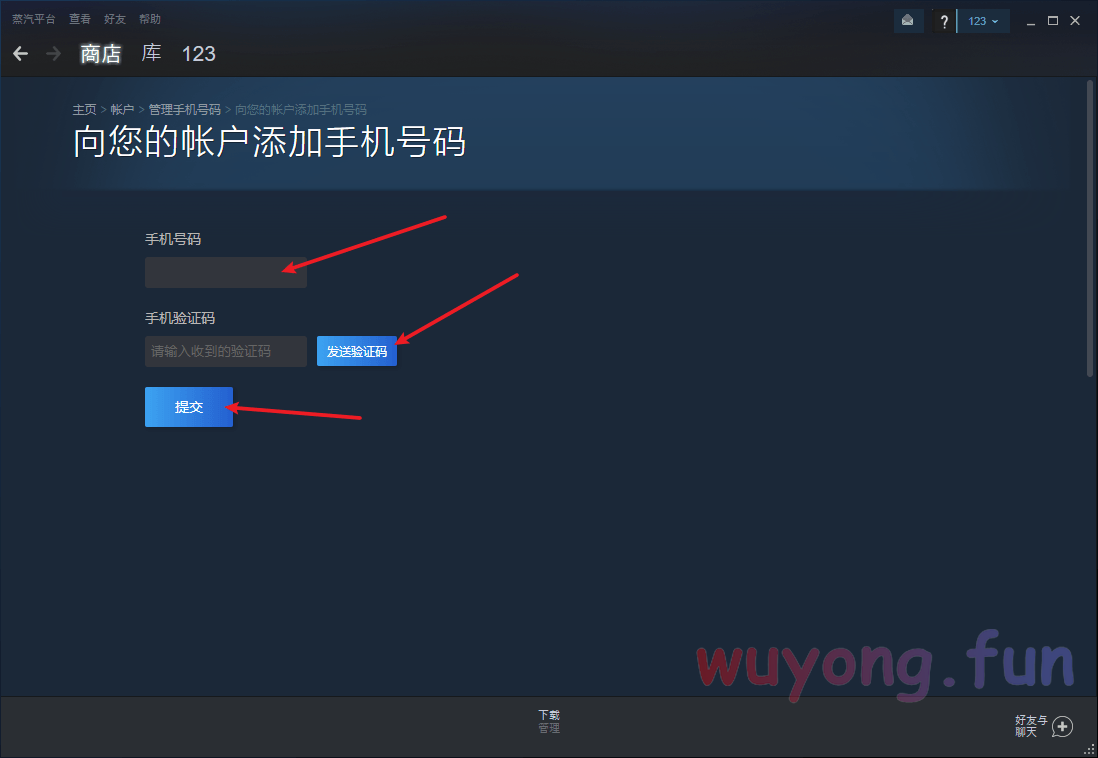 蒸汽平台 查看 好友 帮助
? 123
商店 库 123
主页 > 帐户 > 管理手机号码 > 向您的帐户添加手机号码
向您的帐户添加手机号码
手机号码
手机验证码
请输入收到的验证码 发送验证码
提交
wuyong.fun
下载
管理
好友与
聊天